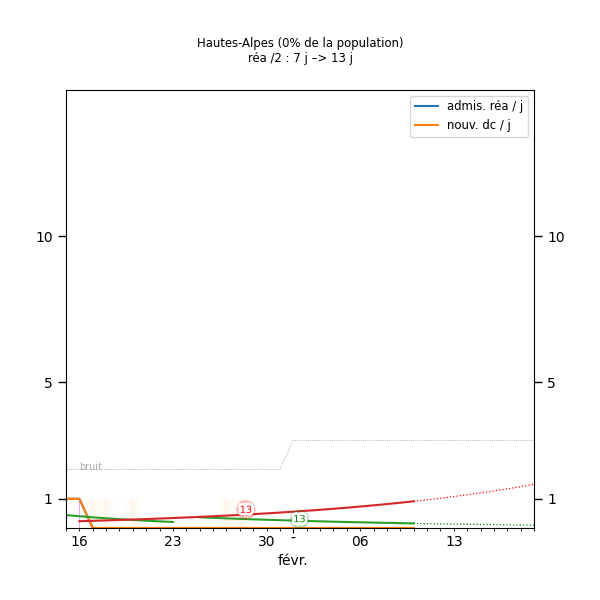 Hautes-Alpes (0% de la population)
réa /2 : 7 j –> 13 j
admis. réa / j
nouv. dc / j
10 10
5 5
bruit
1 1
13
-13
16 23 30 - 06 13
févr.